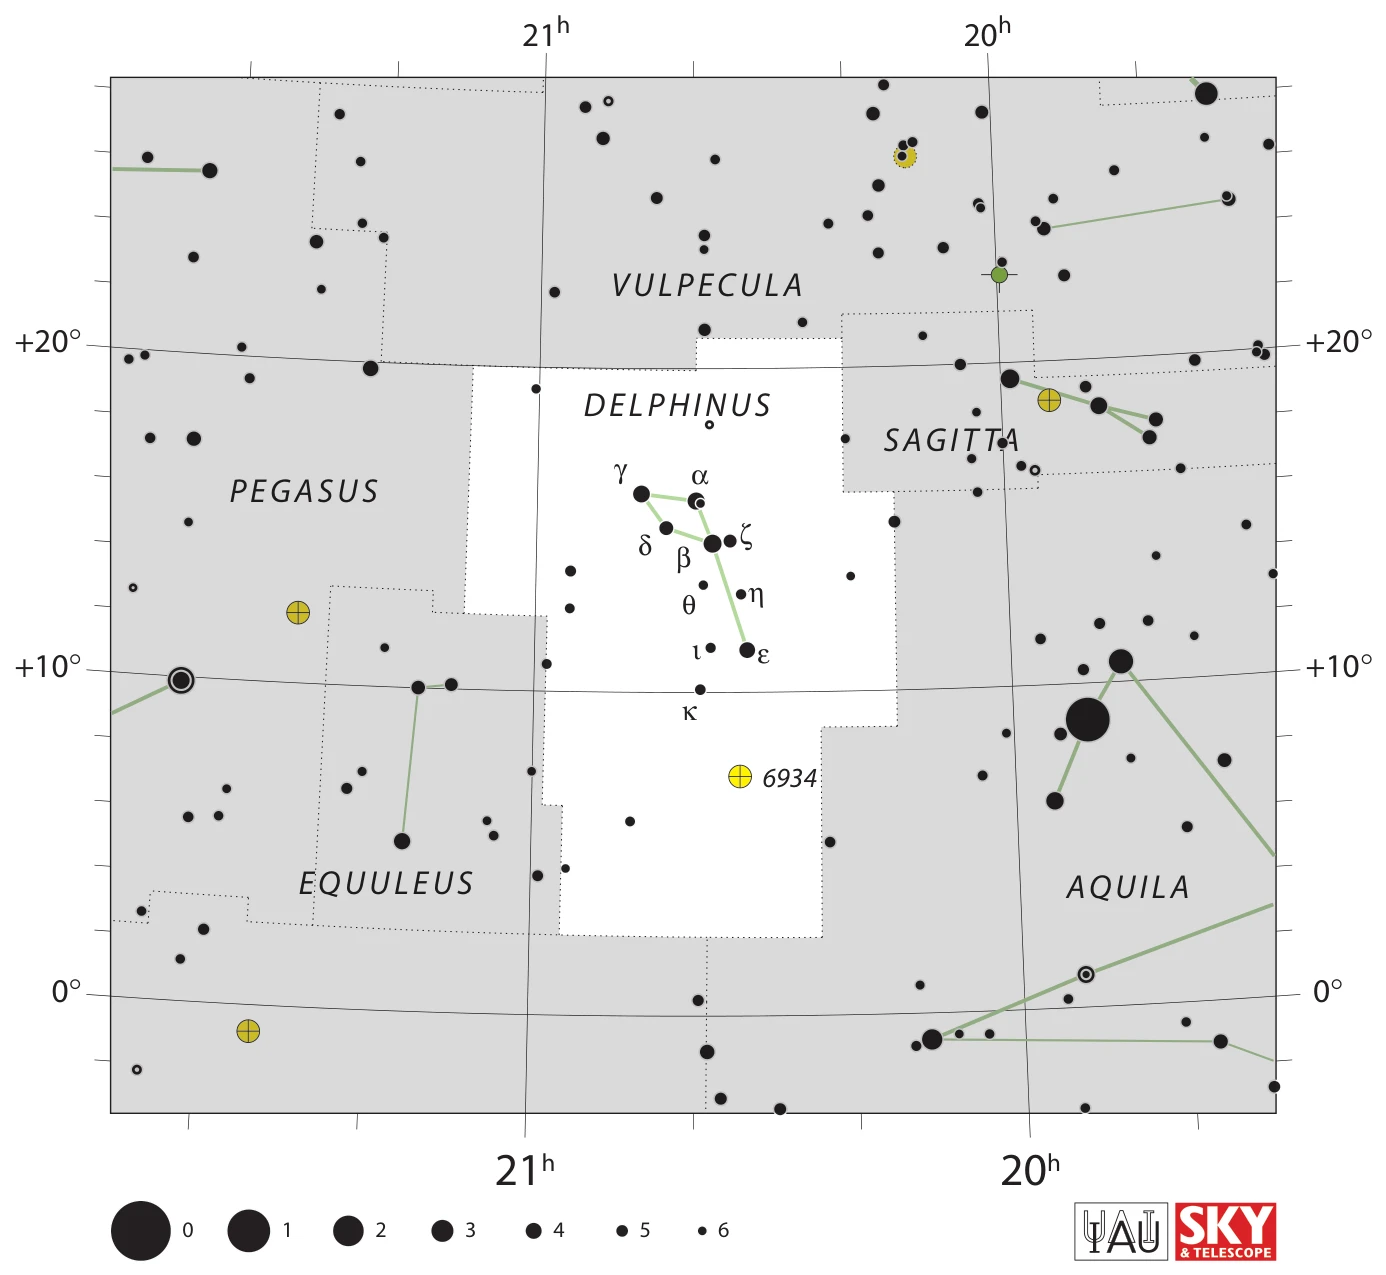 21h 20h
VULPECULA
+20° +20°
DELPHINUS
SAGITTA
γ α
PEGASUS
δ β ζ
θ η
ι ε
+10° +10°
κ
6934
EQUULEUS AQUILA
0° 0°
21h 20h
0 1 2 3 4 5 6
IAU SKY
& TELESCOPE